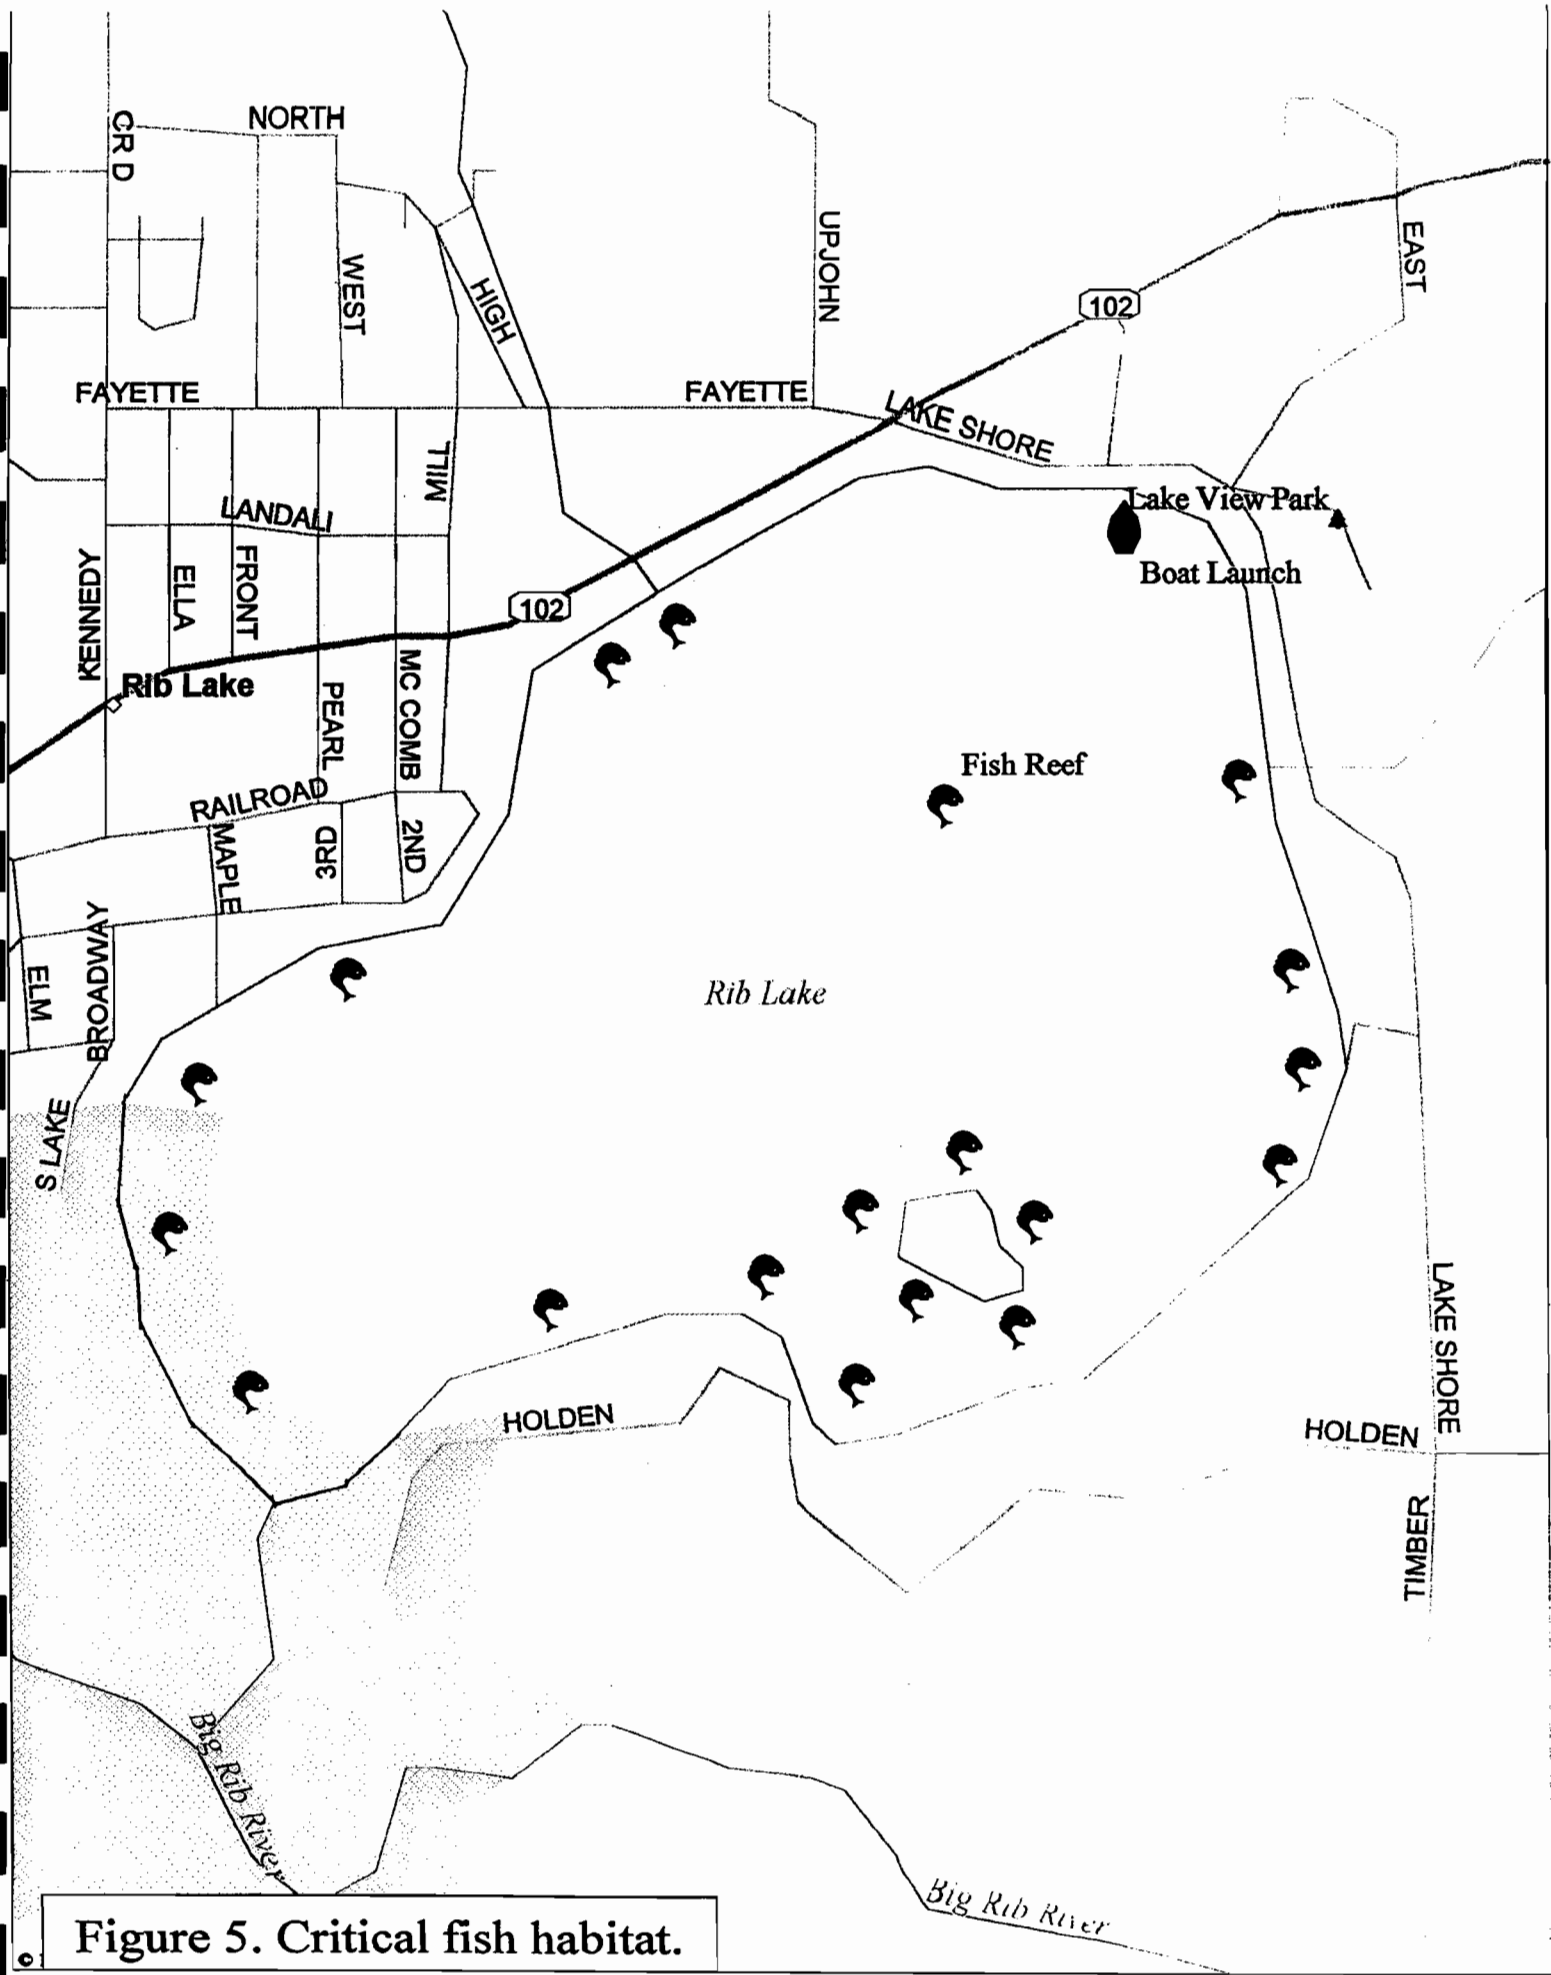 NORTH
CR D
WEST
HIGH
UPJOHN
EAST
102
FAYETTE
FAYETTE
LAKE SHORE
MILL
LANDALL
Lake View Park
Boat Launch
KENNEDY
ELLA
FRONT
102
Rib Lake
PEARL
MC COMB
Fish Reef
RAILROAD
MAPLE
3RD
2ND
ELM
BROADWAY
Rib Lake
S LAKE
LAKE SHORE
HOLDEN
HOLDEN
TIMBER
Big Rib River
Big Rib River
Figure 5. Critical fish habitat.
©